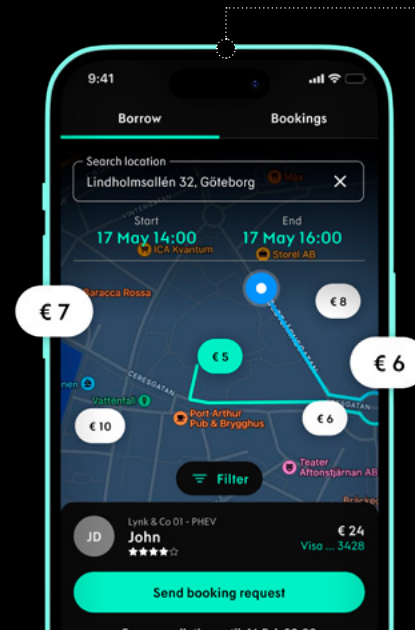 9:41
Borrow
Bookings
Search location
Lindholmsallén 32, Göteborg
Start
17 May 14:00
End
17 May 16:00
ICA Kvantum
Storel AB
Baracca Rossa
€ 7
€ 8
€ 5
€ 6
CERESGATAN
Vattenfall
€ 10
Port Arthur
Pub & Brygghus
€ 6
Teater
Aftonstjärnan AB
Filter
JD
Lynk & Co 01 - PHEV
John
€ 24
Visa ... 3428
Send booking request